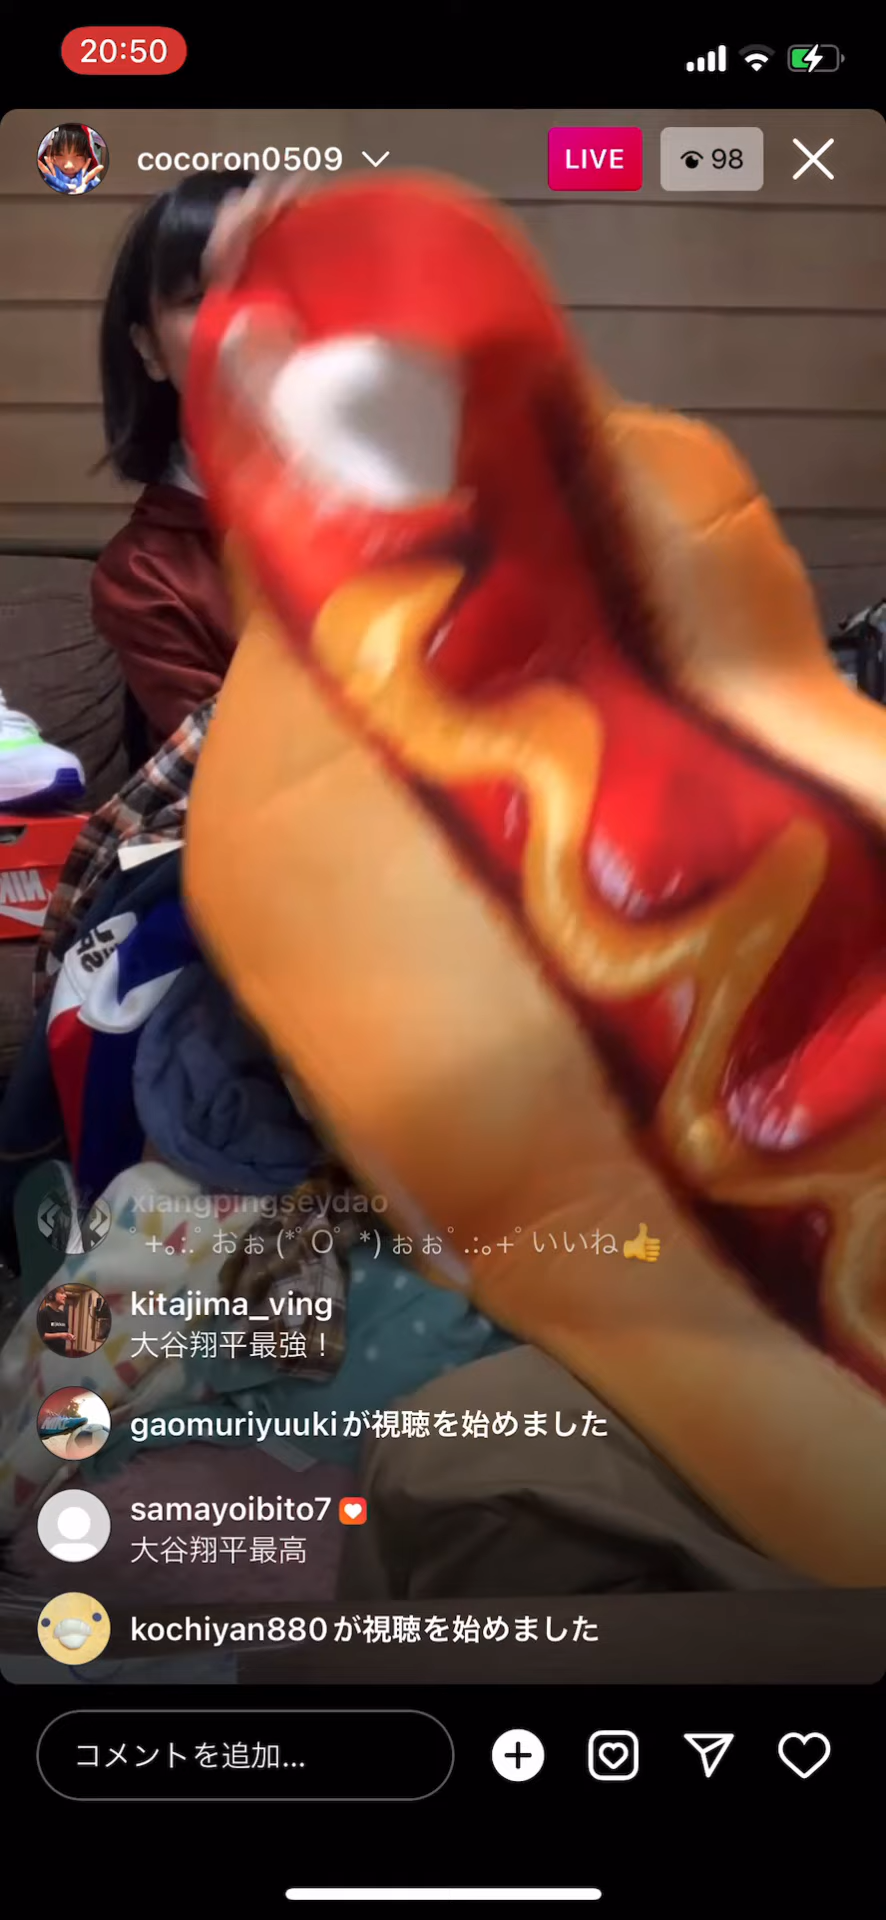 20:50
cocoron0509
LIVE
98
xiangpingseydao
ﾟ+｡:.ﾟおぉ(*ﾟOﾟ *)ぉぉﾟ.:｡+ﾟいいね👍
kitajima_ving
大谷翔平最強！
gaomuriyuukiが視聴を始めました
samayoibito7
大谷翔平最高
kochiyan880が視聴を始めました
コメントを追加...